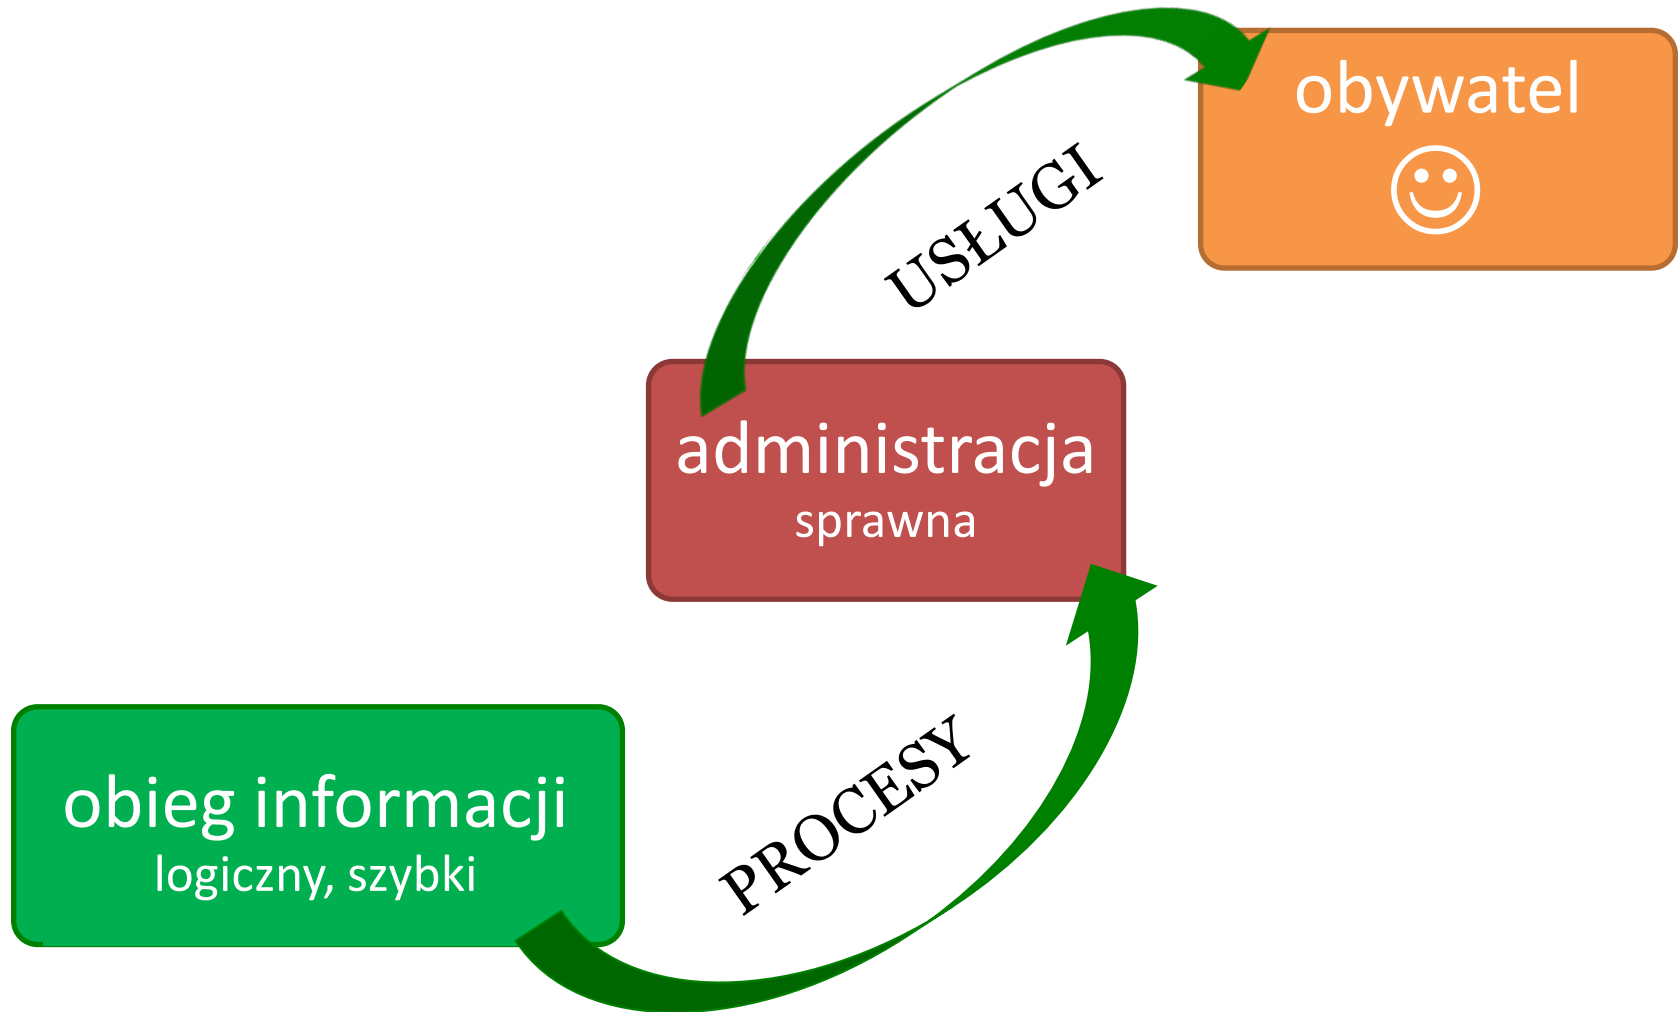 obywatel
USŁUGI
administracja
sprawna
PROCESY
obieg informacji
logiczny, szybki